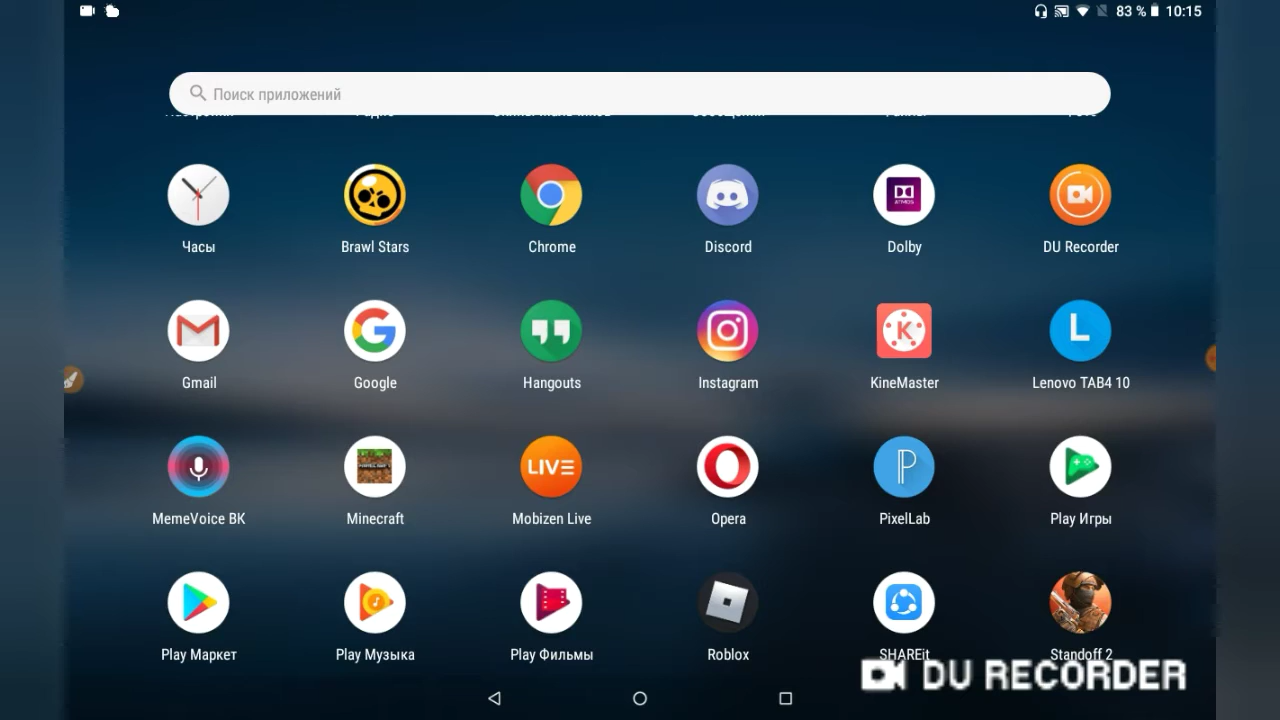 83 % 10:15
Поиск приложений
Часы Brawl Stars Chrome Discord Dolby DU Recorder
Gmail Google Hangouts Instagram KineMaster Lenovo TAB4 10
MemeVoice ВК Minecraft Mobizen Live Opera PixelLab Play Игры
Play Маркет Play Музыка Play Фильмы Roblox SHAREit Standoff 2
DU RECORDER